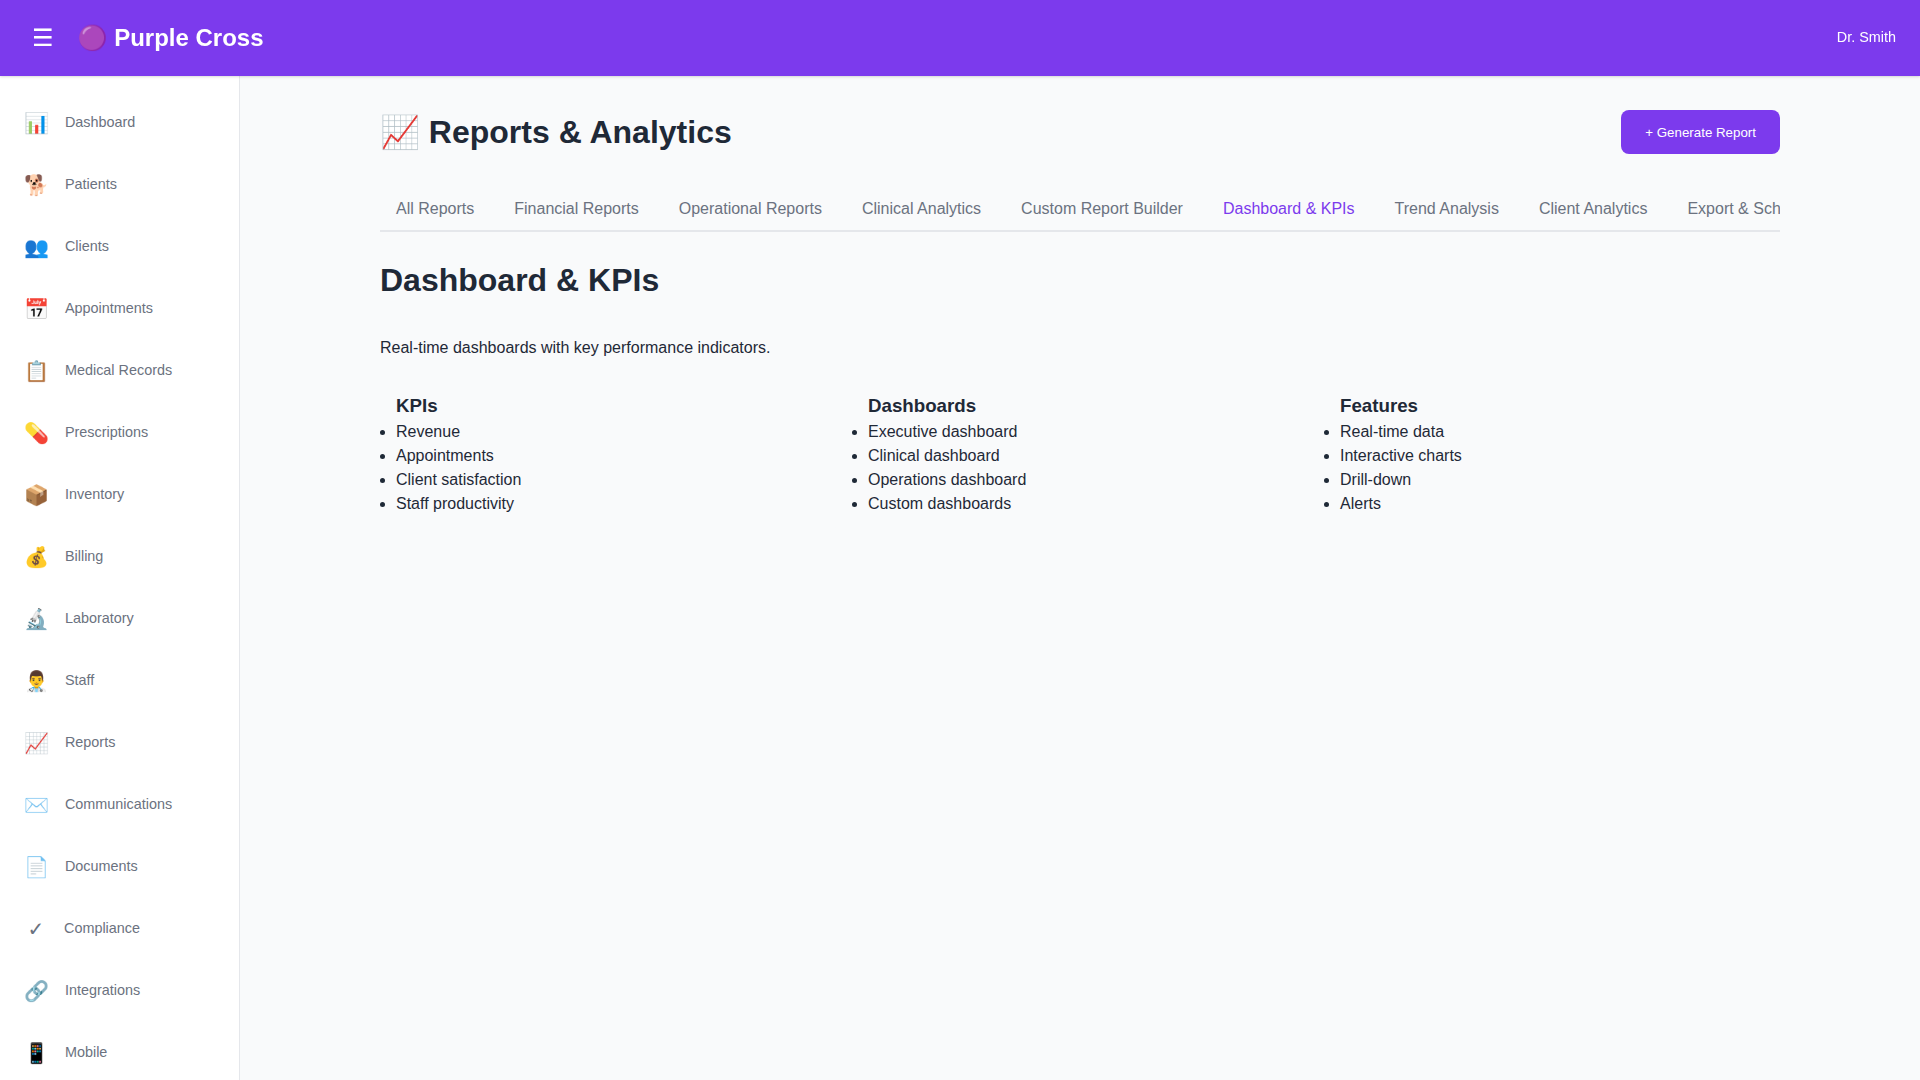 ☰ 🟣 Purple Cross
Dr. Smith
📊 Dashboard
🐕 Patients
👥 Clients
📅 Appointments
📋 Medical Records
💊 Prescriptions
📦 Inventory
💰 Billing
🔬 Laboratory
👨‍⚕️ Staff
📈 Reports
✉️ Communications
📄 Documents
✓ Compliance
🔗 Integrations
📱 Mobile
📈 Reports & Analytics
+ Generate Report
All Reports Financial Reports Operational Reports Clinical Analytics Custom Report Builder Dashboard & KPIs Trend Analysis Client Analytics Export & Sch
Dashboard & KPIs
Real-time dashboards with key performance indicators.
KPIs
• Revenue
• Appointments
• Client satisfaction
• Staff productivity
Dashboards
• Executive dashboard
• Clinical dashboard
• Operations dashboard
• Custom dashboards
Features
• Real-time data
• Interactive charts
• Drill-down
• Alerts